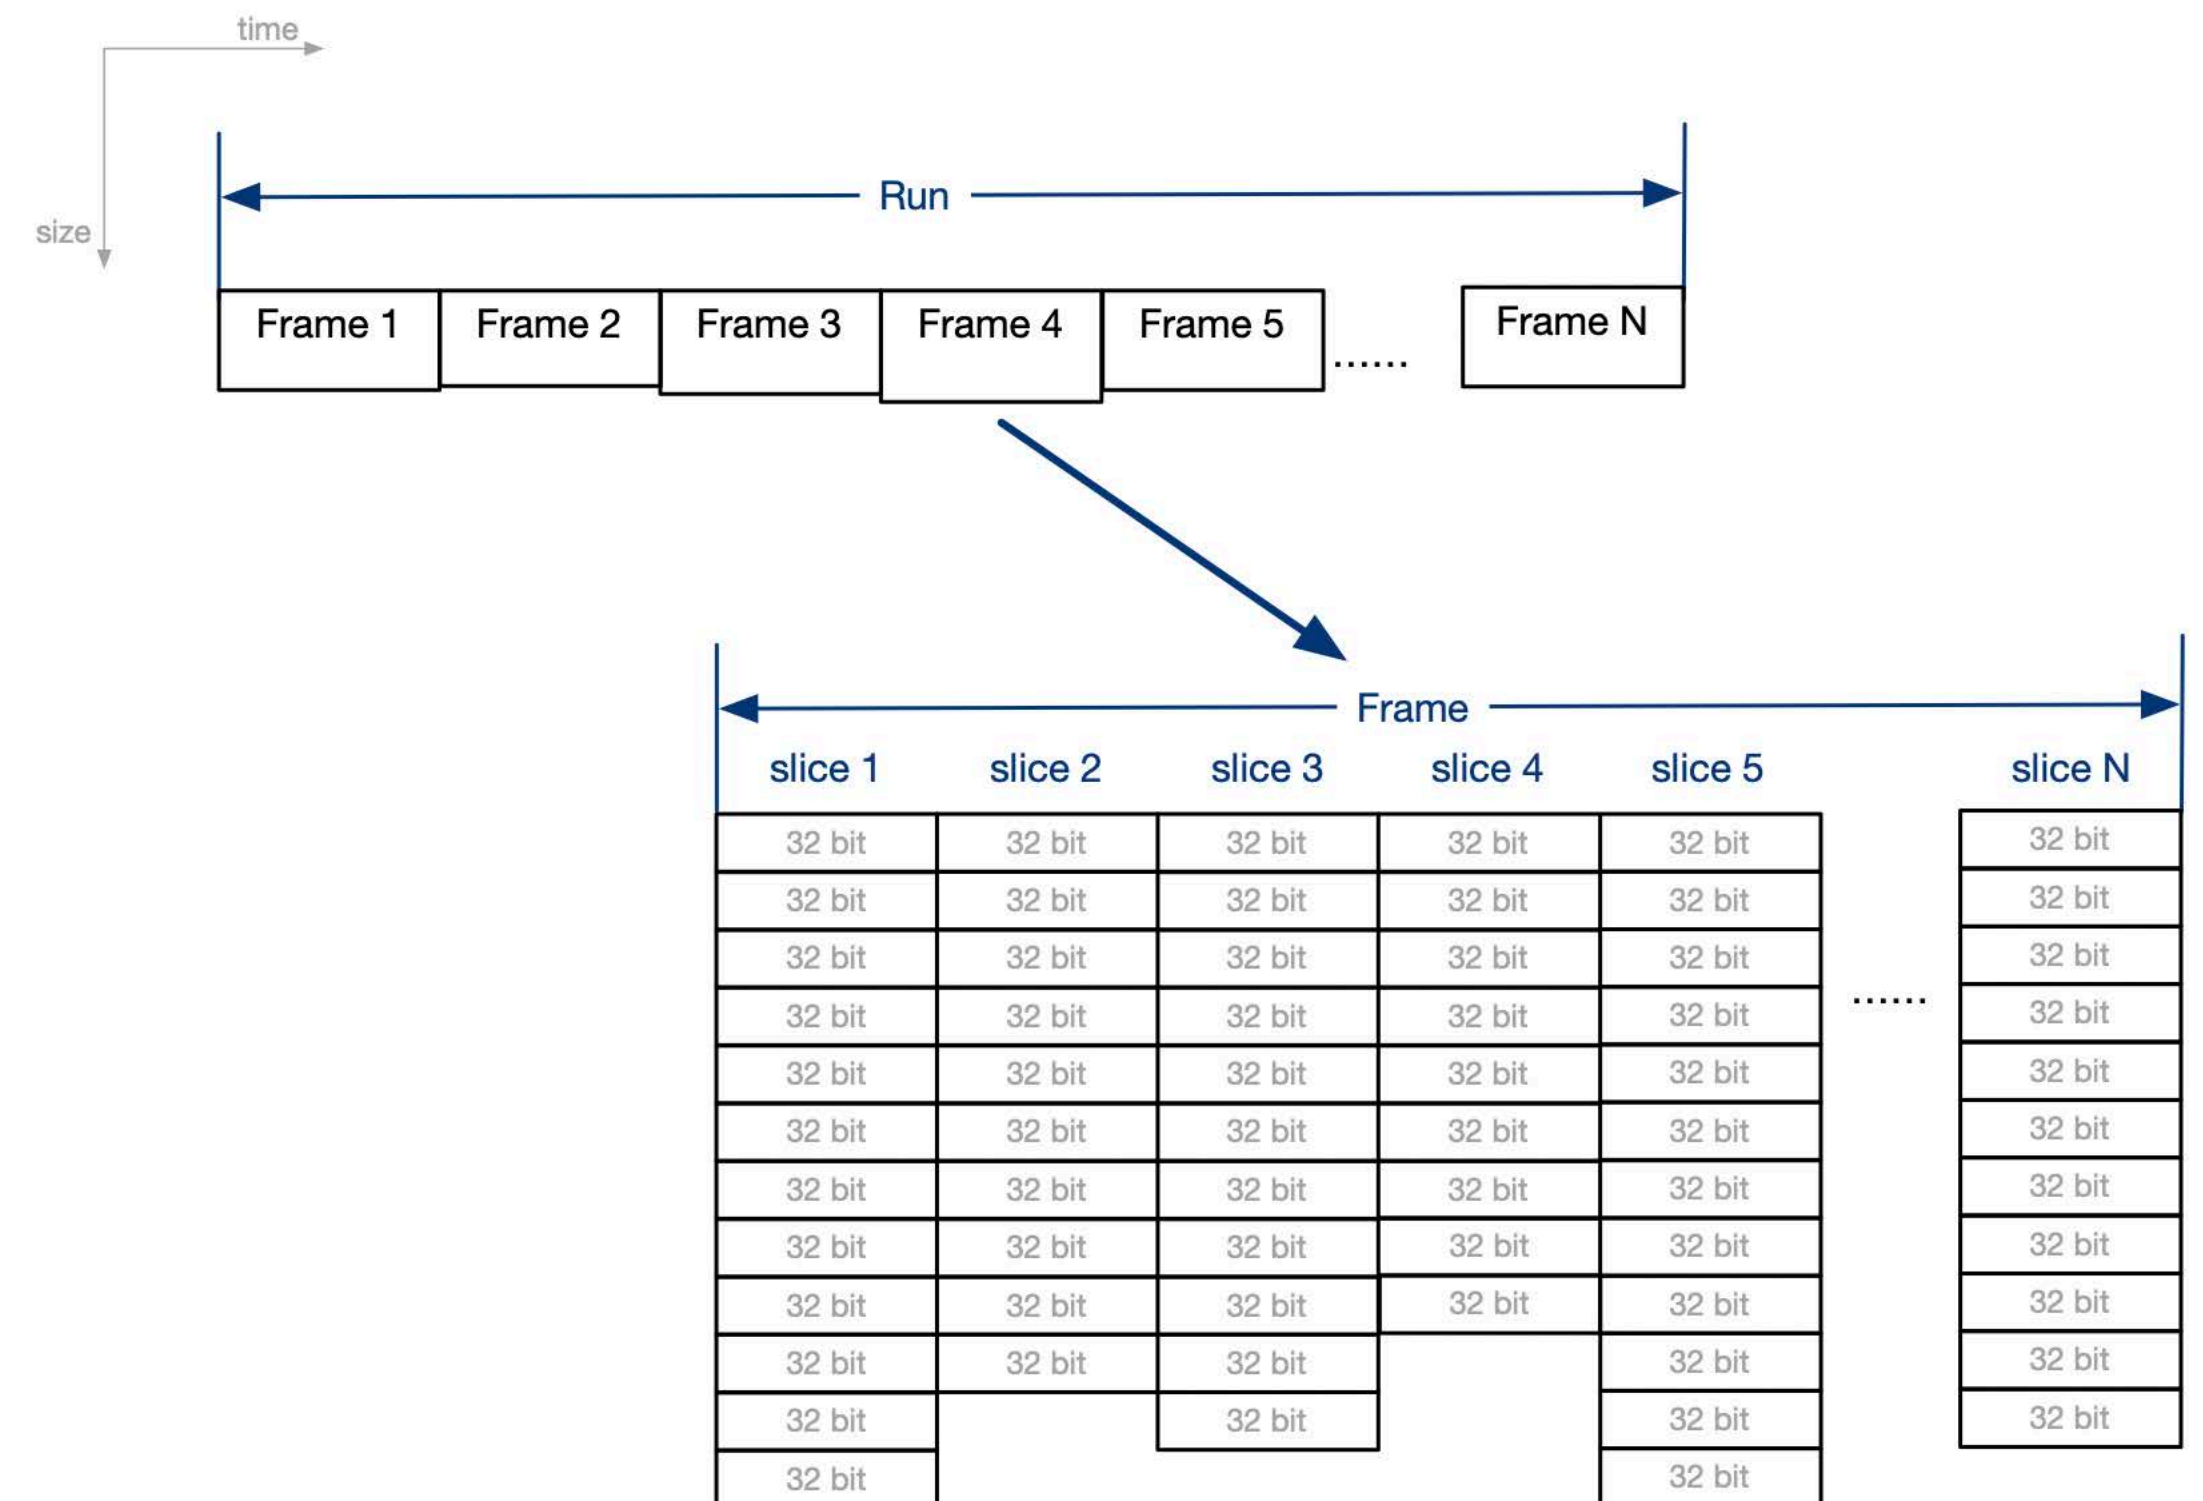 time
size
Run
Frame 1 Frame 2 Frame 3 Frame 4 Frame 5 ...... Frame N
Frame
slice 1 slice 2 slice 3 slice 4 slice 5 slice N
32 bit 32 bit 32 bit 32 bit 32 bit 32 bit
32 bit 32 bit 32 bit 32 bit 32 bit 32 bit
32 bit 32 bit 32 bit 32 bit 32 bit 32 bit
32 bit 32 bit 32 bit 32 bit 32 bit ...... 32 bit
32 bit 32 bit 32 bit 32 bit 32 bit 32 bit
32 bit 32 bit 32 bit 32 bit 32 bit 32 bit
32 bit 32 bit 32 bit 32 bit 32 bit 32 bit
32 bit 32 bit 32 bit 32 bit 32 bit 32 bit
32 bit 32 bit 32 bit 32 bit 32 bit 32 bit
32 bit 32 bit 32 bit 32 bit 32 bit
32 bit 32 bit 32 bit 32 bit
32 bit 32 bit